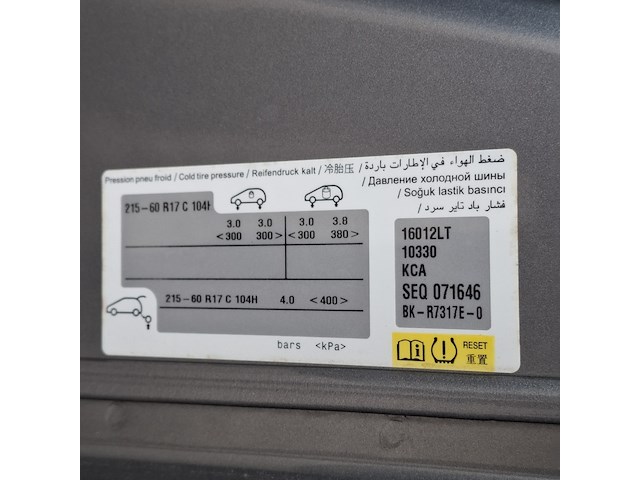 Pression pneu froid / Cold tire pressure / Reifendruck kalt / 冷胎压 / ضغط الهواء في الإطارات باردة
/ Давление холодной шины
/ Soğuk lastik basıncı
/ فشار باد تایر سرد
215-60 R17 C 104H
3.0 3.0 3.0 3.8
<300 300> <300 380>
215-60 R17 C 104H 4.0 <400>
bars <kPa>
16012LT
10330
KCA
SEQ 071646
BK-R7317E-0
RESET
重置